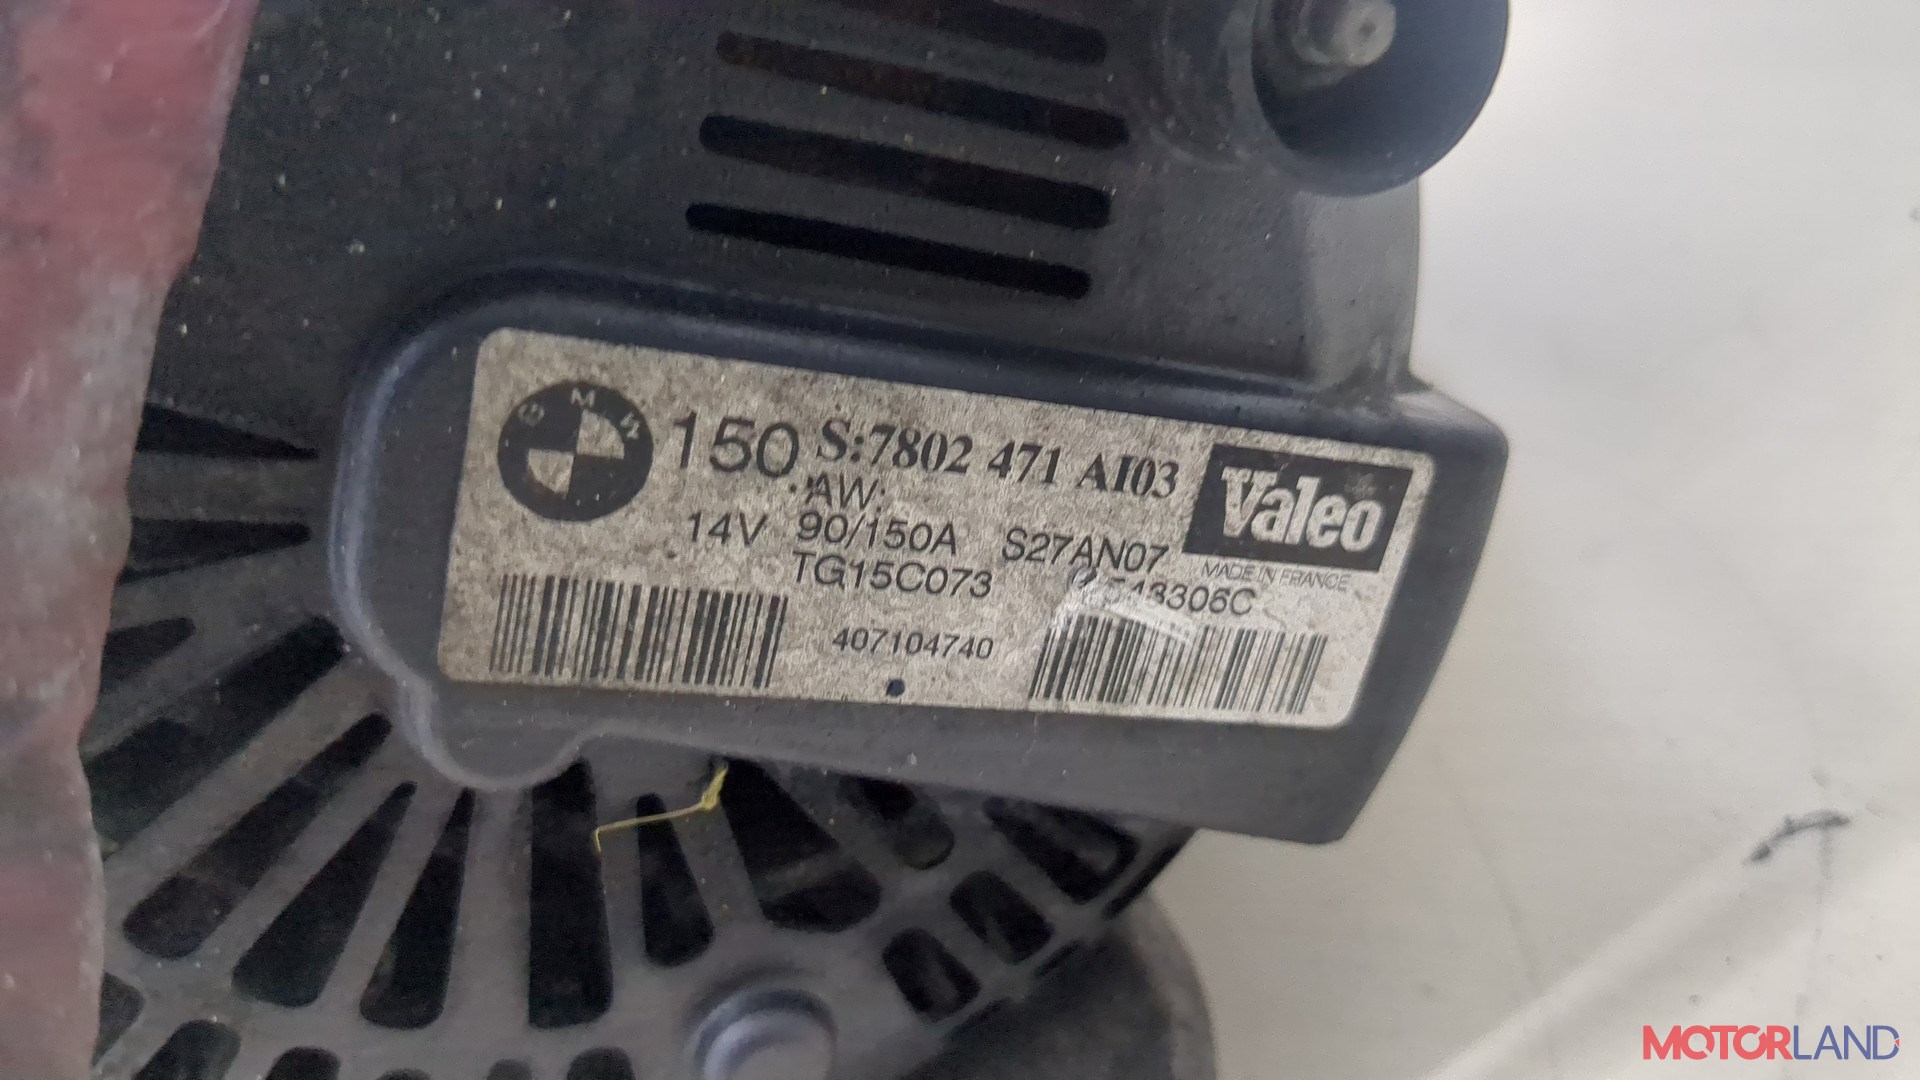 BMW
150 S:7802 471 AI03
AW:
Valeo
14V 90/150A S27AN07
MADE IN FRANCE
TG15C073
407104740
MOTORLAND